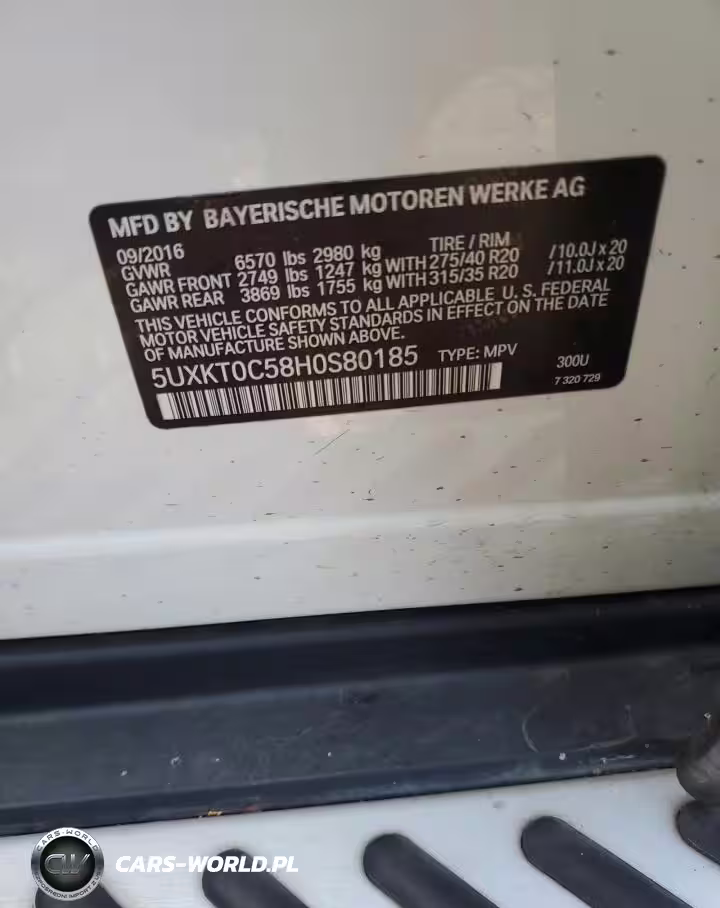 MFD BY BAYERISCHE MOTOREN WERKE AG
09/2016 TIRE / RIM
GVWR 6570 lbs 2980 kg
GAWR FRONT 2749 lbs 1247 kg WITH 275/40 R20 /10.0J x 20
GAWR REAR 3869 lbs 1755 kg WITH 315/35 R20 /11.0J x 20
THIS VEHICLE CONFORMS TO ALL APPLICABLE U.S. FEDERAL
MOTOR VEHICLE SAFETY STANDARDS IN EFFECT ON THE DATE
OF MANUFACTURE SHOWN ABOVE.
5UXKT0C58H0S80185 TYPE: MPV 300U
7 320 729
CARS-WORLD
CW
CARS-WORLD.PL